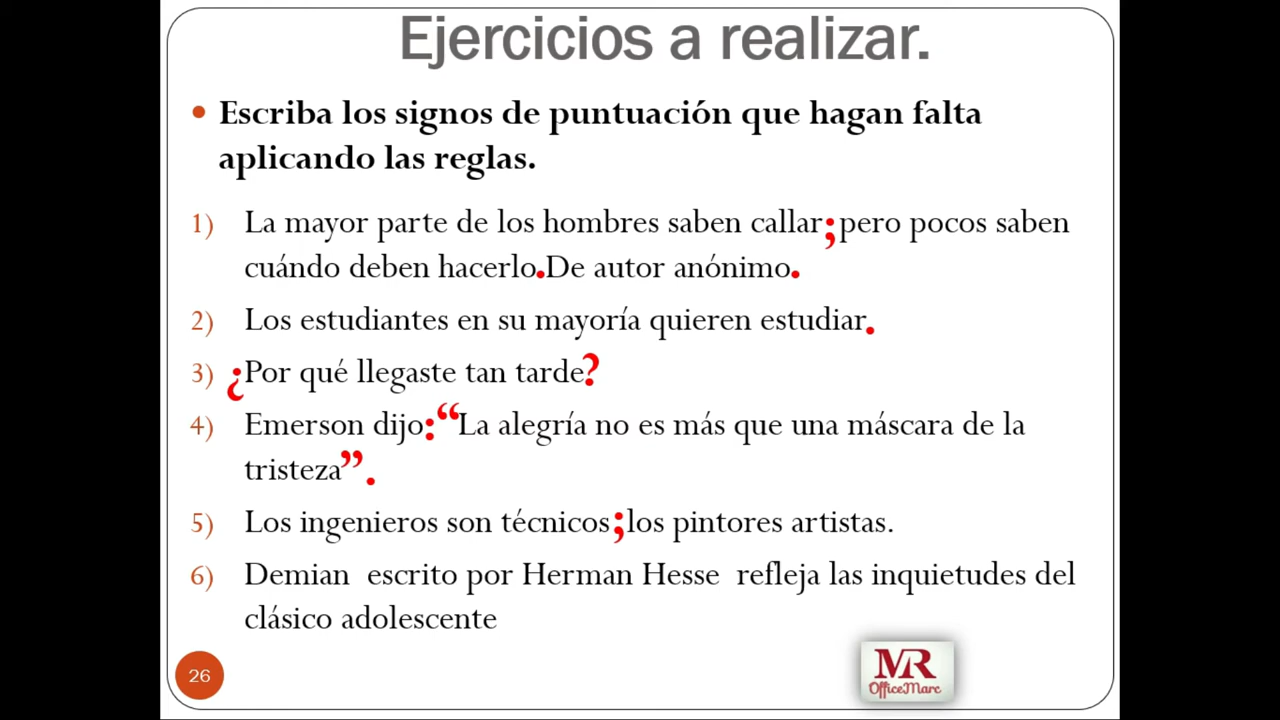 Ejercicios a realizar.
• Escriba los signos de puntuación que hagan falta
aplicando las reglas.
1) La mayor parte de los hombres saben callar;pero pocos saben
cuándo deben hacerlo.De autor anónimo.
2) Los estudiantes en su mayoría quieren estudiar.
3) ¿Por qué llegaste tan tarde?
4) Emerson dijo:“La alegría no es más que una máscara de la
tristeza”.
5) Los ingenieros son técnicos;los pintores artistas.
6) Demian escrito por Herman Hesse refleja las inquietudes del
clásico adolescente
26
MR
OfficeMarc